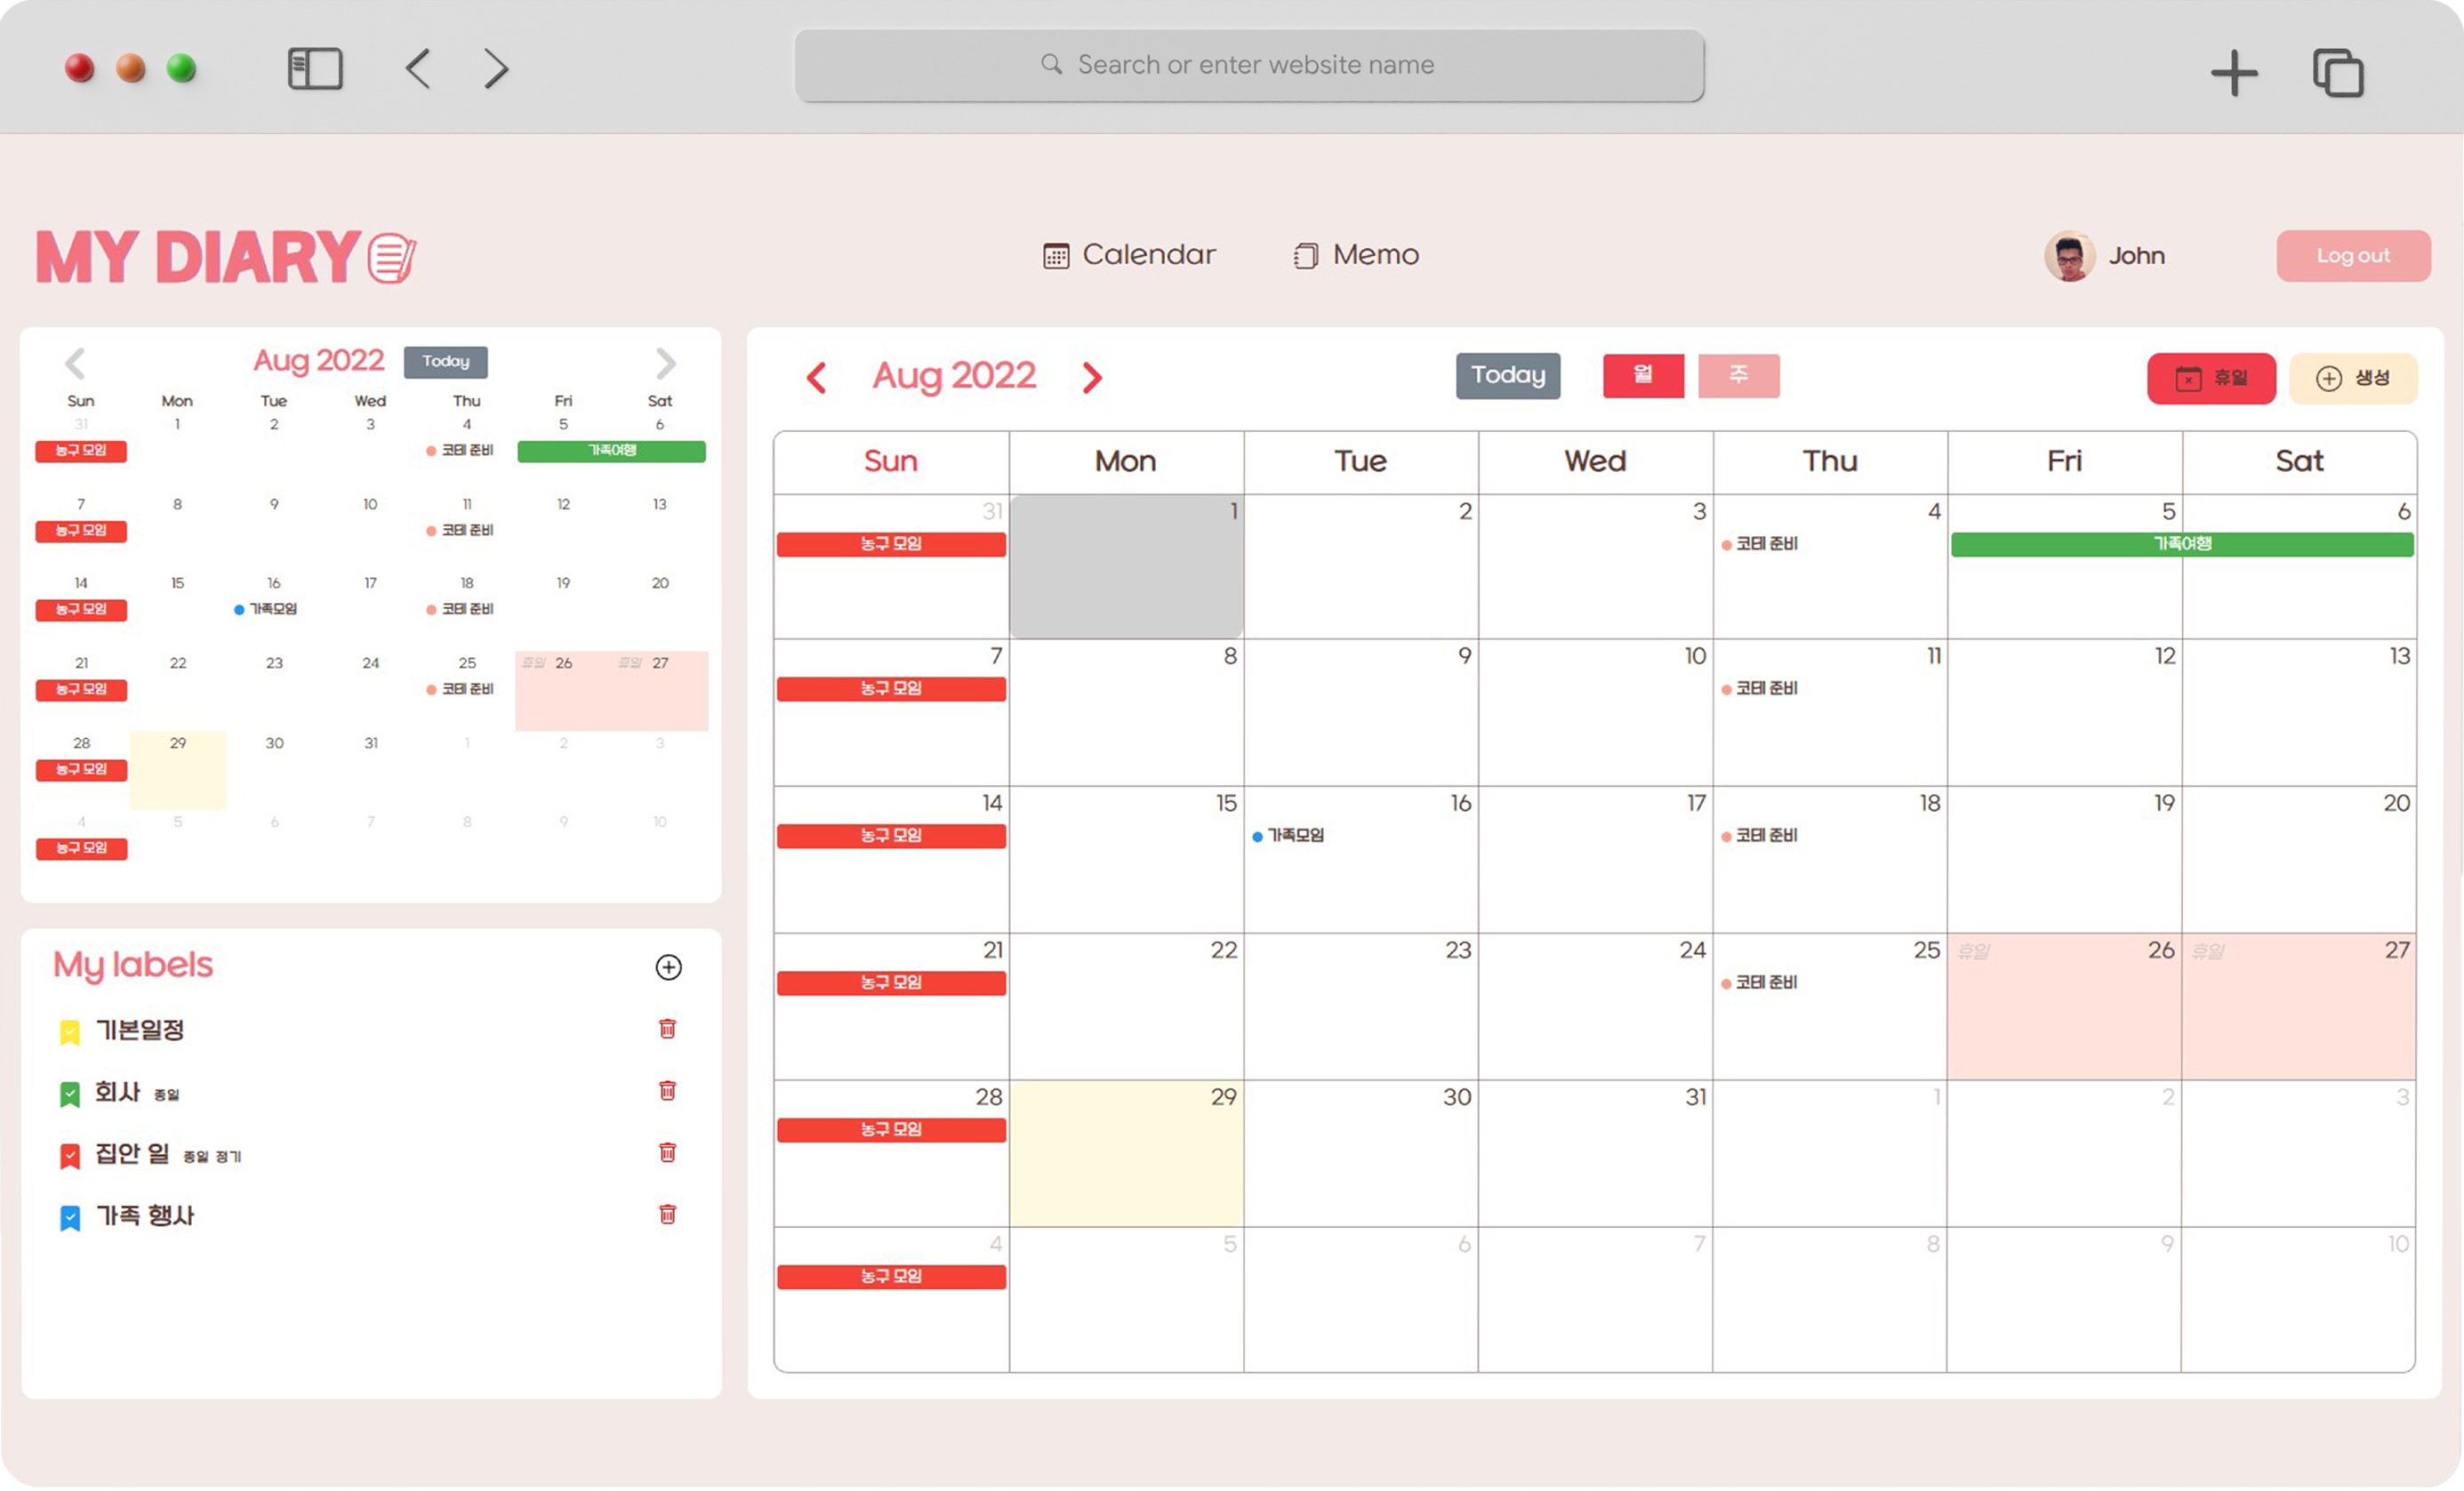 Search or enter website name
MY DIARY
Calendar
Memo
John
Log out
Aug 2022
Today
Sun Mon Tue Wed Thu Fri Sat
31 1 2 3 4 5 6
농구 모임 코테 준비 가족여행
7 8 9 10 11 12 13
농구 모임 코테 준비
14 15 16 17 18 19 20
농구 모임 가족모임 코테 준비
21 22 23 24 25 휴일 26 휴일 27
농구 모임 코테 준비
28 29 30 31 1 2 3
농구 모임
4 5 6 7 8 9 10
농구 모임
My labels
기본일정
회사 종일
집안 일 종일 정기
가족 행사
Aug 2022
Today
월
주
휴일
생성
Sun Mon Tue Wed Thu Fri Sat
31 1 2 3 4 5 6
농구 모임 코테 준비 가족여행
7 8 9 10 11 12 13
농구 모임 코테 준비
14 15 16 17 18 19 20
농구 모임 가족모임 코테 준비
21 22 23 24 25 휴일 26 휴일 27
농구 모임 코테 준비
28 29 30 31 1 2 3
농구 모임
4 5 6 7 8 9 10
농구 모임